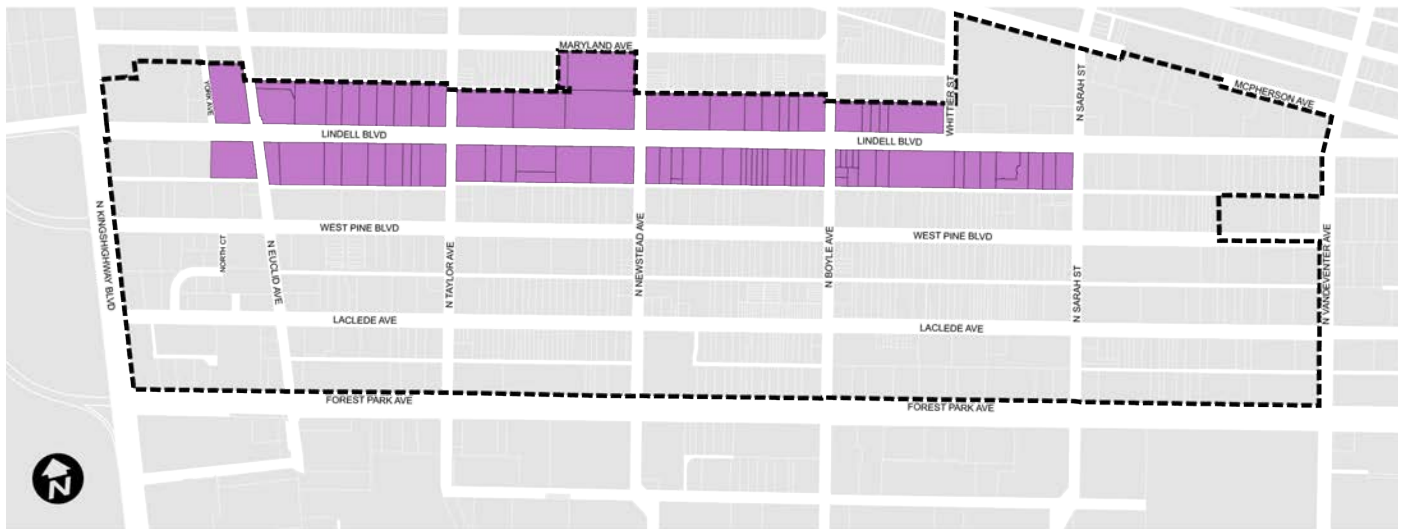 MARYLAND AVE
YORK AVE
WHITTIER ST
N SARAH ST
MCPHERSON AVE
LINDELL BLVD
LINDELL BLVD
N KINGSHIGHWAY BLVD
WEST PINE BLVD
WEST PINE BLVD
NORTH CT
N EUCLID AVE
N TAYLOR AVE
N NEWSTEAD AVE
N BOYLE AVE
N SARAH ST
N VANDEVENTER AVE
LACLEDE AVE
LACLEDE AVE
FOREST PARK AVE
FOREST PARK AVE
N